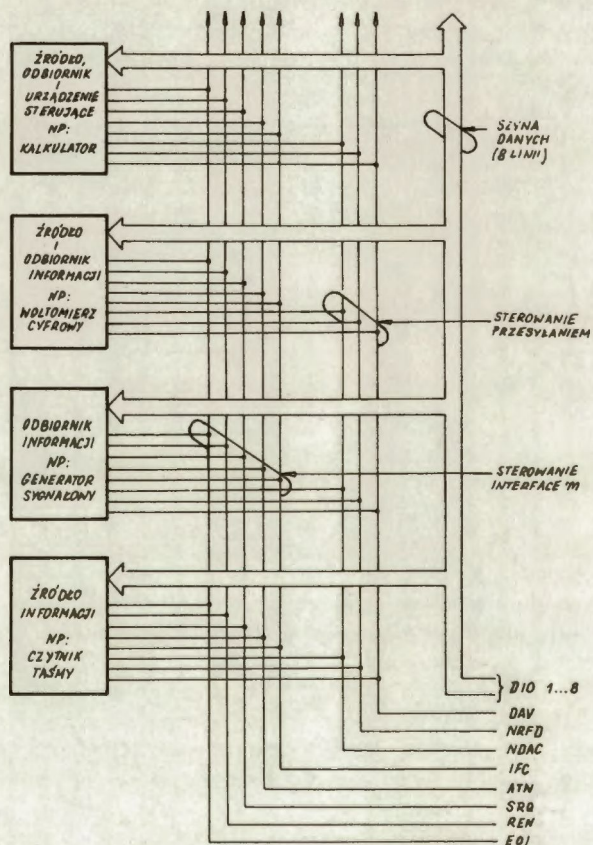 ŹRÓDŁO,
ODBIORNIK
I
URZĄDZENIE
STERUJĄCE
NP:
KALKULATOR
SZYNA
DANYCH
(8 LINII)
ŹRÓDŁO
I
ODBIORNIK
INFORMACJI
NP:
WOLTOMIERZ
CYFROWY
STEROWANIE
PRZESYŁANIEM
ODBIORNIK
INFORMACJI
NP:
GENERATOR
SYGNAŁOWY
STEROWANIE
INTERFACE'M
ŹRÓDŁO
INFORMACJI
NP:
CZYTNIK
TAŚMY
DIO 1...8
DAV
NRFD
NDAC
IFC
ATN
SRQ
REN
EOI